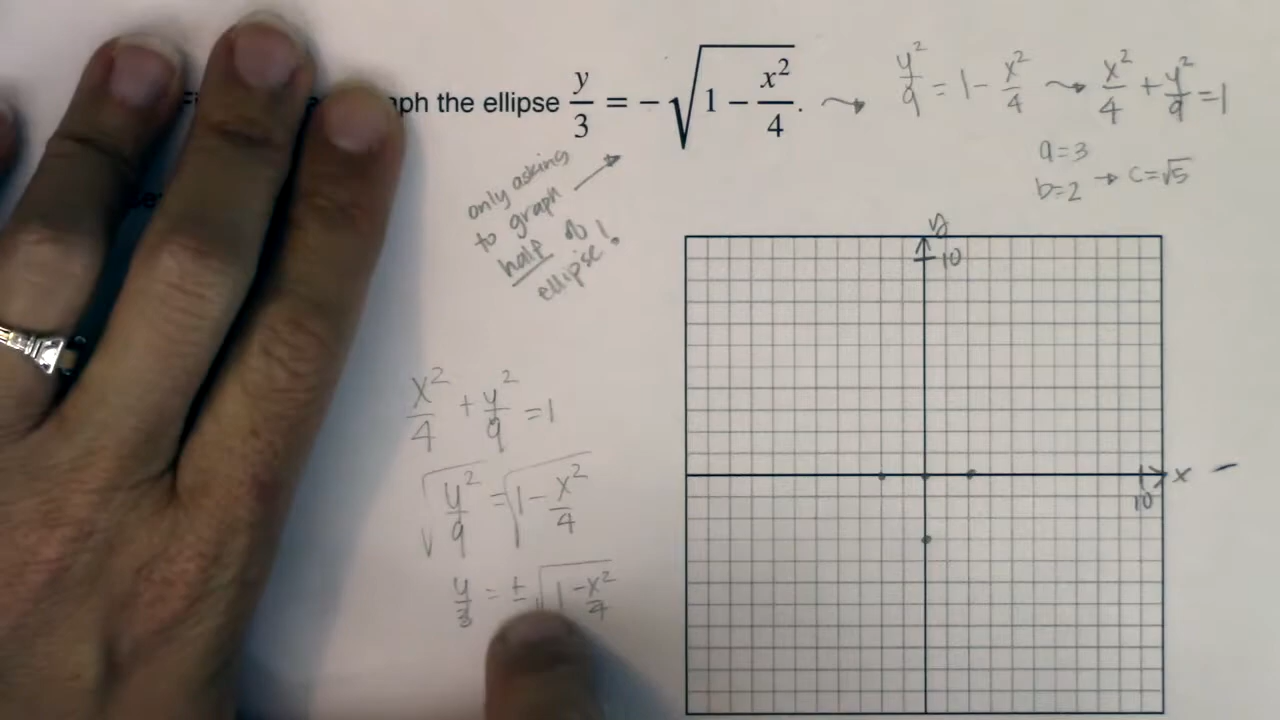 ph the ellipse y/3 = -√(1 - x²/4). ⇝ y²/9 = 1 - x²/4 ⇝ x²/4 + y²/9 = 1
a=3
b=2 → c=√5
only asking
to graph →
half of
ellipse!
y
10
x²/4 + y²/9 = 1
√(y²/9) = √(1 - x²/4)
x
10
y/3 = ±√(1 - x²/4)